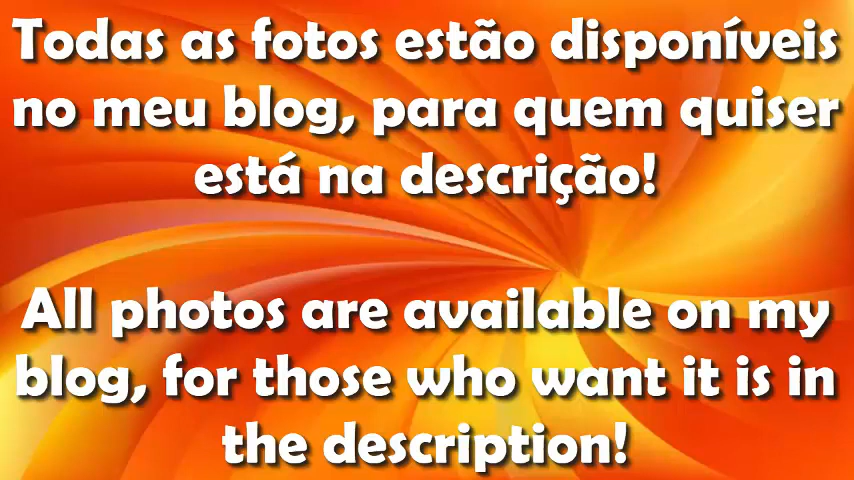 Todas as fotos estão disponíveis
no meu blog, para quem quiser
está na descrição!
All photos are available on my
blog, for those who want it is in
the description!